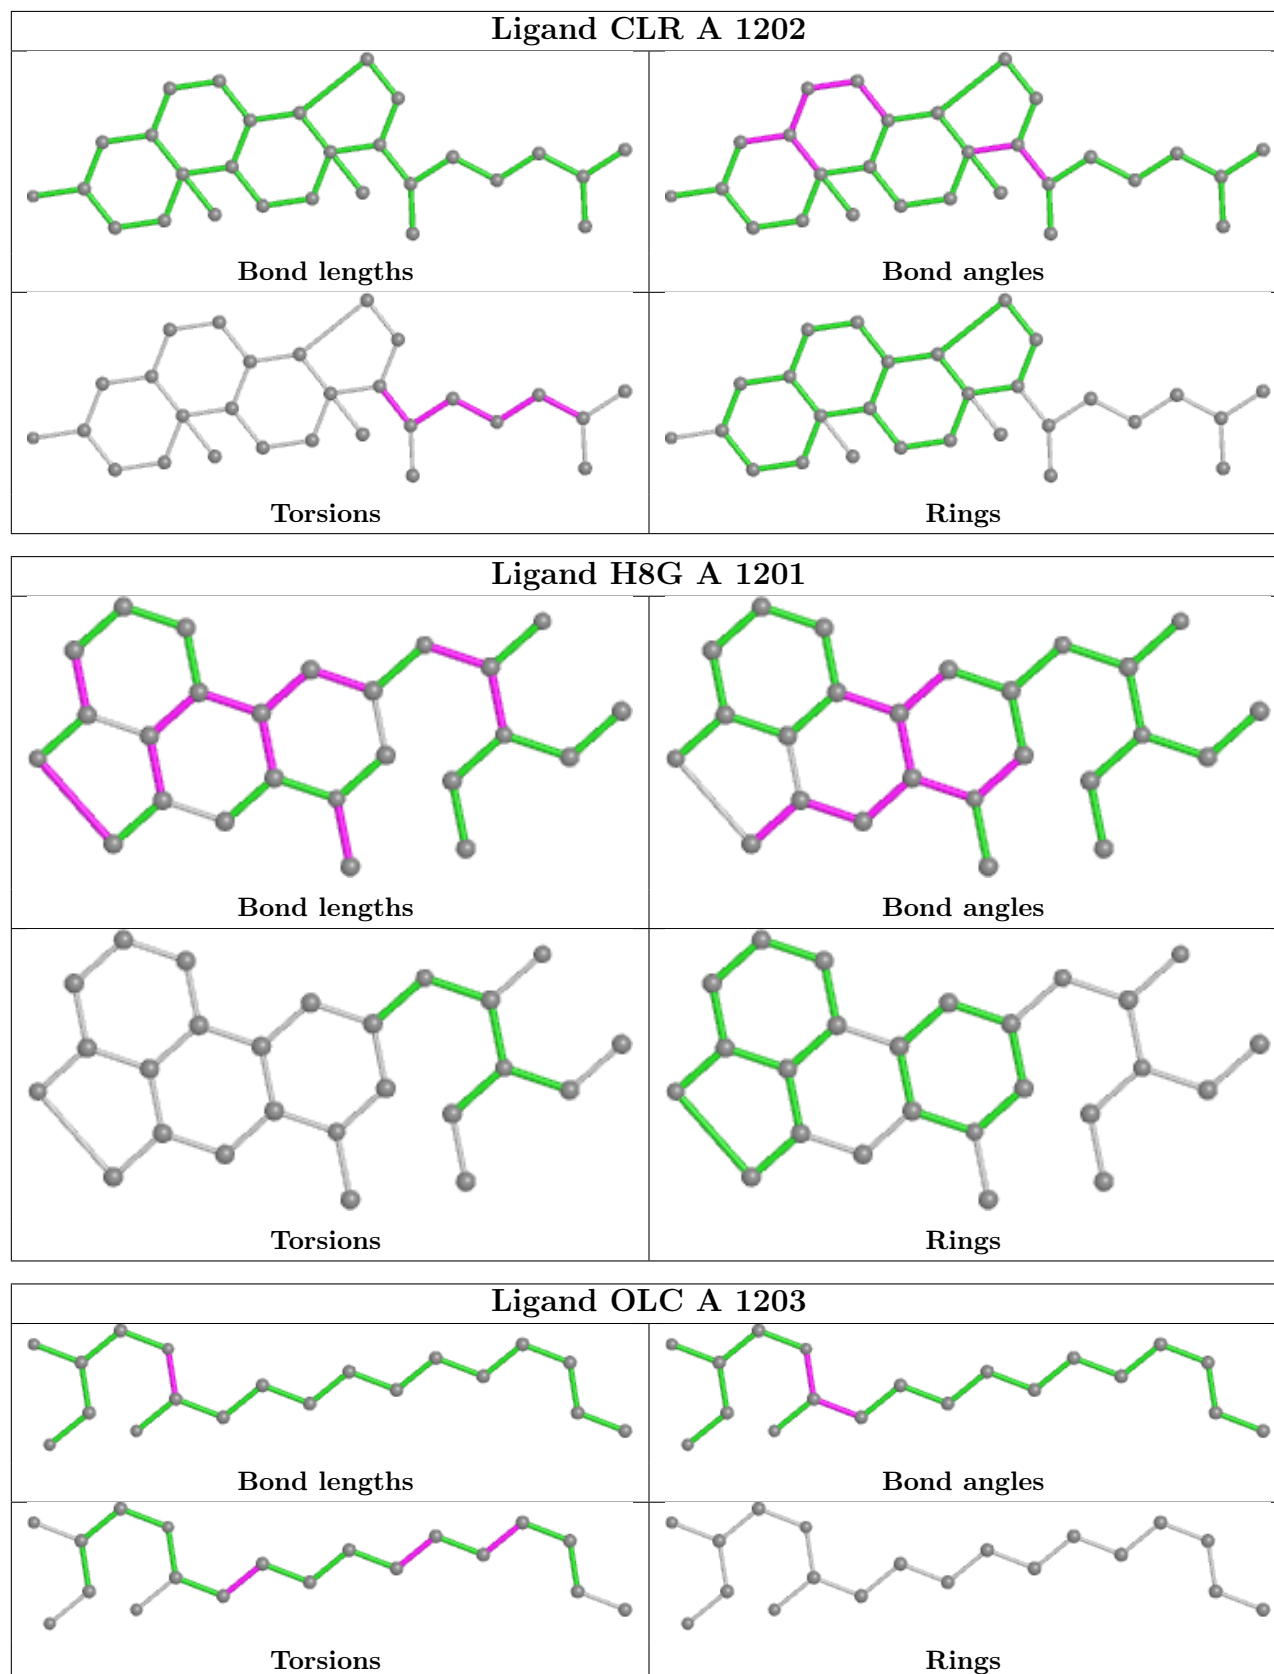 Ligand CLR A 1202
Bond lengths
Bond angles
Torsions
Rings
Ligand H8G A 1201
Bond lengths
Bond angles
Torsions
Rings
Ligand OLC A 1203
Bond lengths
Bond angles
Torsions
Rings